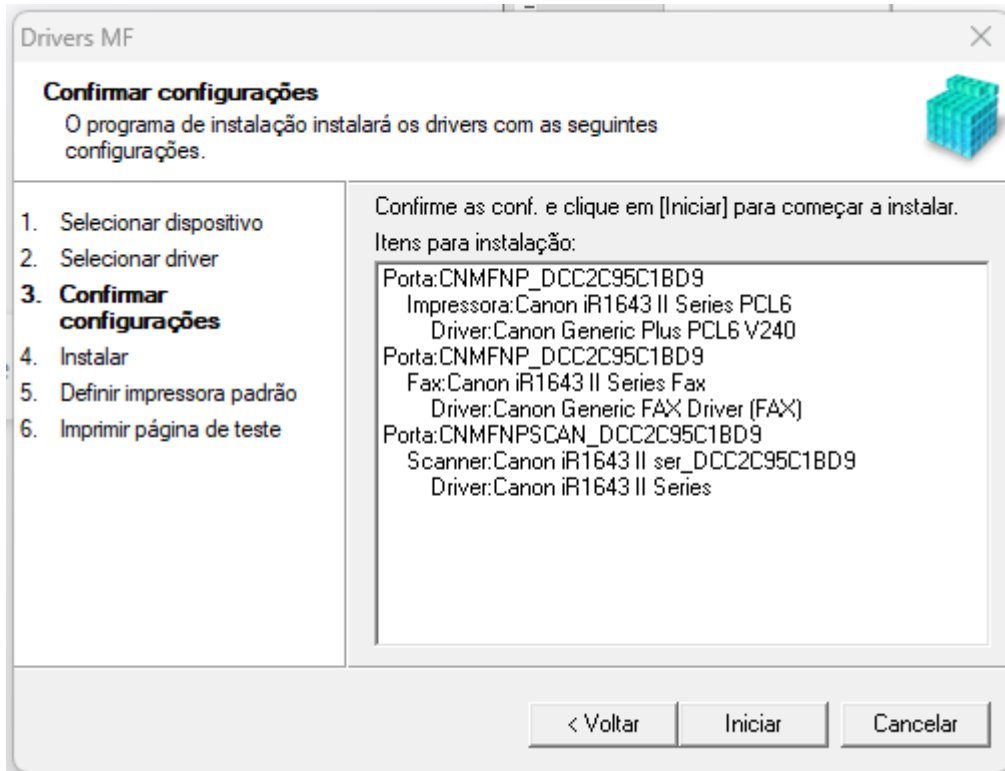 Drivers MF
Confirmar configurações
O programa de instalação instalará os drivers com as seguintes
configurações.
1. Selecionar dispositivo
2. Selecionar driver
3. Confirmar
configurações
4. Instalar
5. Definir impressora padrão
6. Imprimir página de teste
Confirme as conf. e clique em [Iniciar] para começar a instalar.
Itens para instalação:
Porta:CNMFNP_DCC2C95C1BD9
Impressora:Canon iR1643 II Series PCL6
Driver:Canon Generic Plus PCL6 V240
Porta:CNMFNP_DCC2C95C1BD9
Fax:Canon iR1643 II Series Fax
Driver:Canon Generic FAX Driver (FAX)
Porta:CNMFNPSCAN_DCC2C95C1BD9
Scanner:Canon iR1643 II ser_DCC2C95C1BD9
Driver:Canon iR1643 II Series
< Voltar
Iniciar
Cancelar